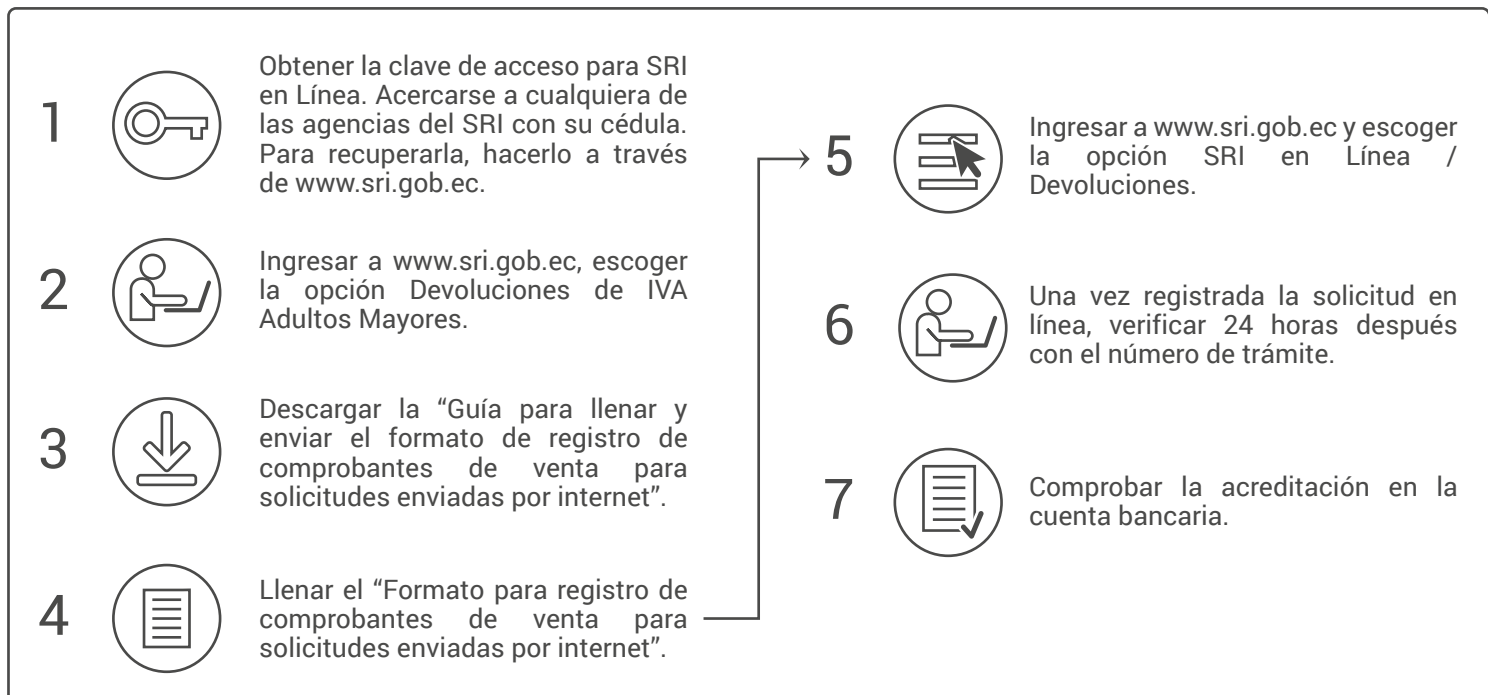 1
Obtener la clave de acceso para SRI
en Línea. Acercarse a cualquiera de
las agencias del SRI con su cédula.
Para recuperarla, hacerlo a través
de www.sri.gob.ec.
2
Ingresar a www.sri.gob.ec, escoger
la opción Devoluciones de IVA
Adultos Mayores.
3
Descargar la “Guía para llenar y
enviar el formato de registro de
comprobantes de venta para
solicitudes enviadas por internet”.
4
Llenar el “Formato para registro de
comprobantes de venta para
solicitudes enviadas por internet”.
5
Ingresar a www.sri.gob.ec y escoger
la opción SRI en Línea /
Devoluciones.
6
Una vez registrada la solicitud en
línea, verificar 24 horas después
con el número de trámite.
7
Comprobar la acreditación en la
cuenta bancaria.